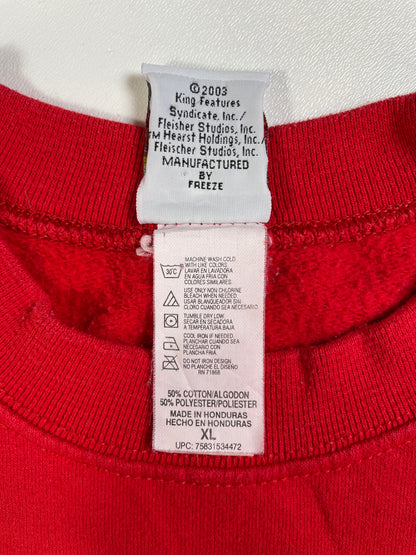 © 2003
King Features
Syndicate, Inc./
Fleisher Studios, Inc.
™ Hearst Holdings, Inc./
Fleischer Studios, Inc.
MANUFACTURED
BY
FREEZE
30°C
MACHINE WASH COLD
WITH LIKE COLORS.
LAVAR EN LAVADORA
EN AGUA FRIA CON
COLORES SIMILARES.
USE ONLY NON CHLORINE
BLEACH WHEN NEEDED.
USAR BLANQUEADOR SIN
CLORO CUANDO SEA NECESARIO.
TUMBLE DRY LOW.
SECAR EN SECADORA
A TEMPERATURA BAJA
COOL IRON IF NEEDED.
PLANCHAR CUANDO SEA
NECESARIO CON
PLANCHA FRIA.
DO NOT IRON DESIGN.
NO PLANCHE EL DISEÑO
RN 71868
50% COTTON/ALGODON
50% POLYESTER/POLIESTER
MADE IN HONDURAS
HECHO EN HONDURAS
XL
UPC: 75831534472